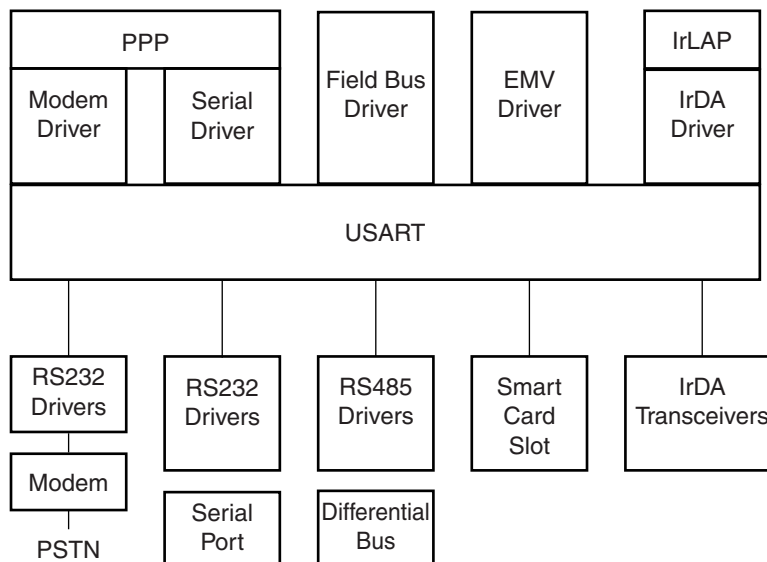 PPP
Modem
Driver
Serial
Driver
Field Bus
Driver
EMV
Driver
IrLAP
IrDA
Driver
USART
RS232
Drivers
Modem
PSTN
RS232
Drivers
Serial
Port
RS485
Drivers
Differential
Bus
Smart
Card
Slot
IrDA
Transceivers